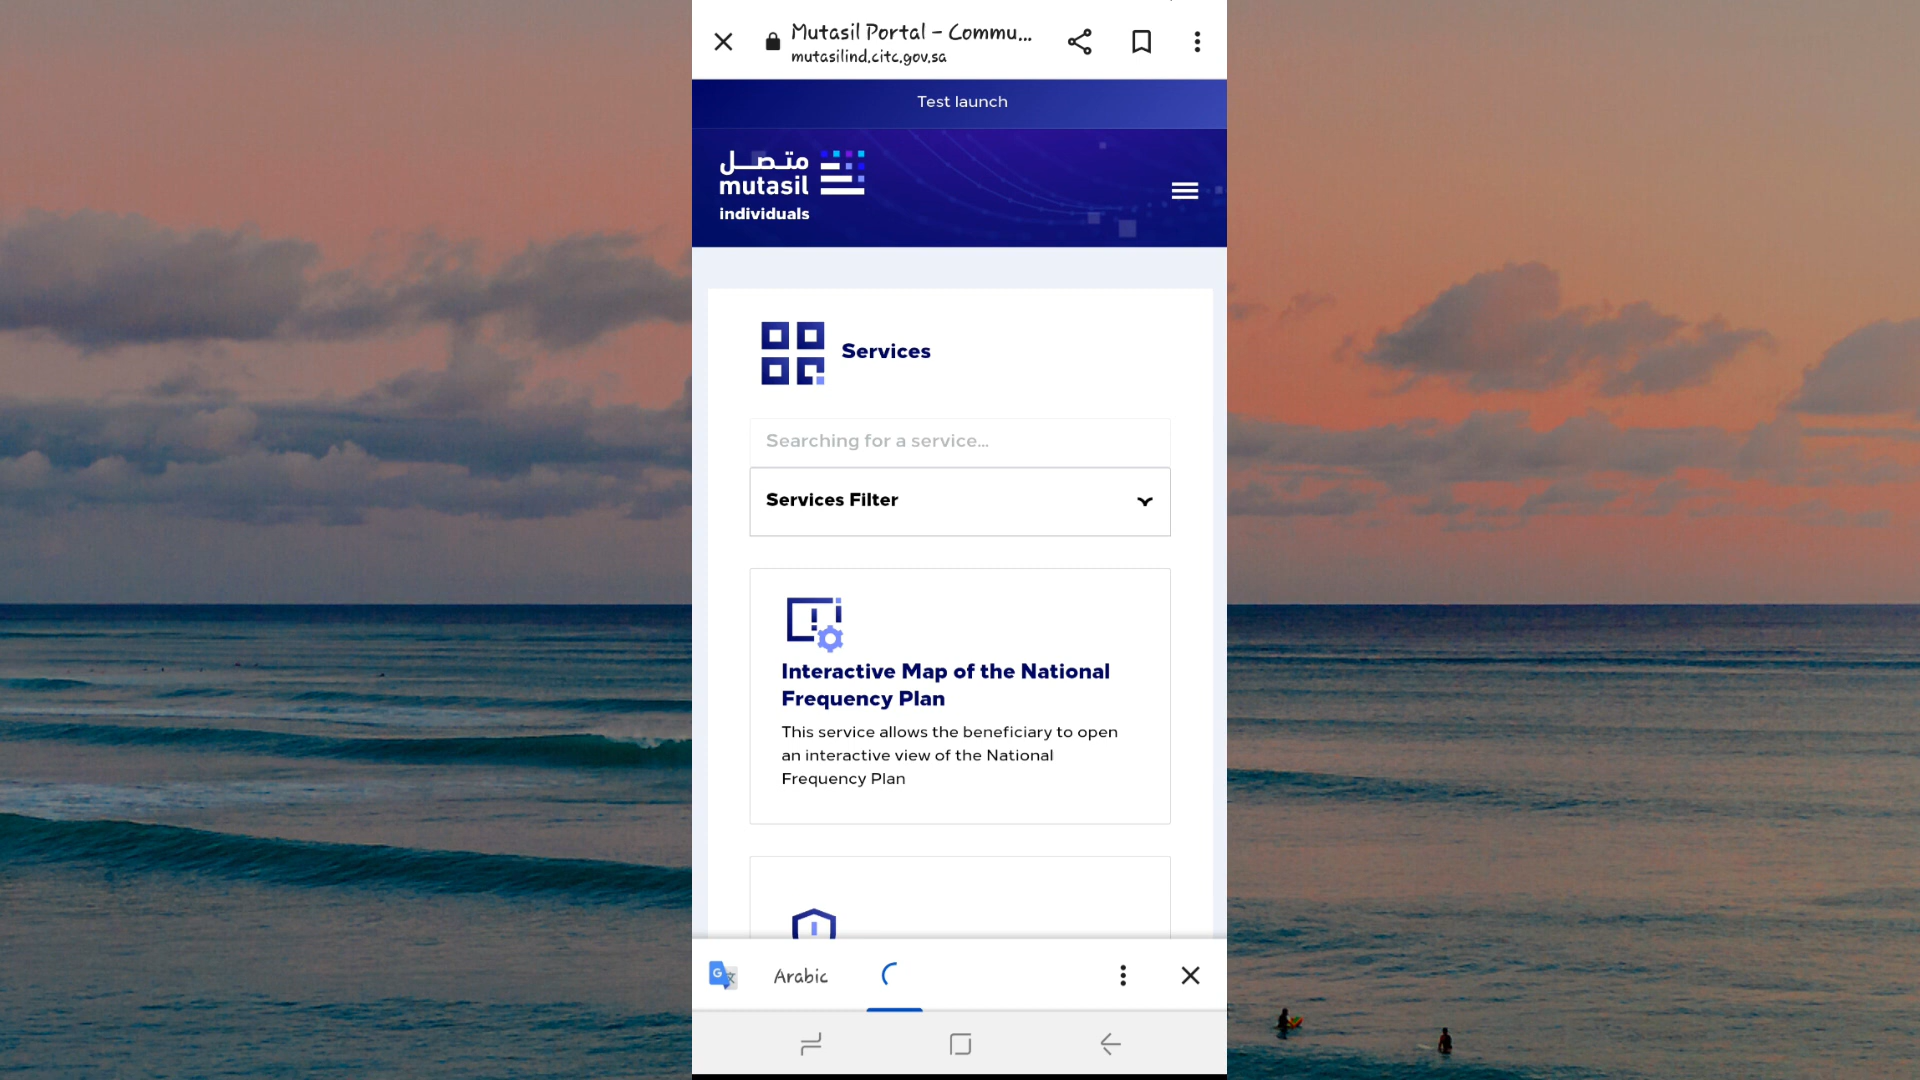 Mutasil Portal – Commu...
mutasilind.citc.gov.sa
Test launch
متصل
mutasil
individuals
Services
Searching for a service...
Services Filter
Interactive Map of the National
Frequency Plan
This service allows the beneficiary to open
an interactive view of the National
Frequency Plan
Arabic